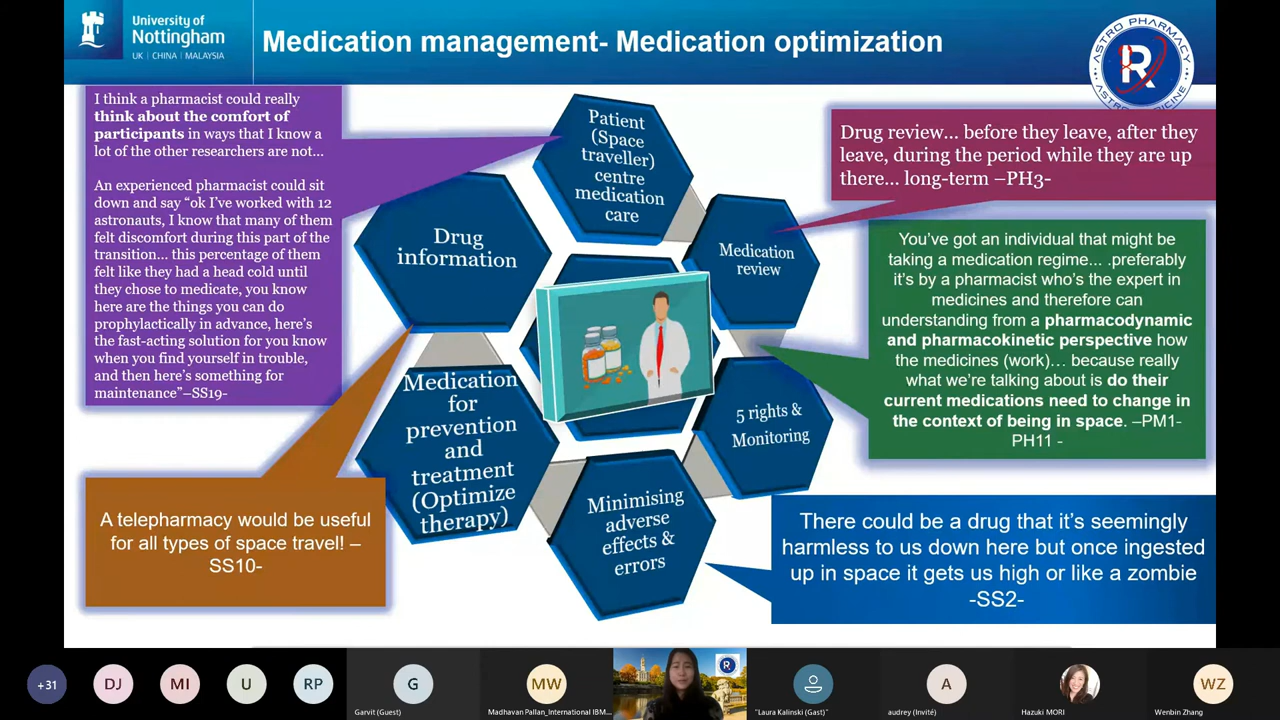 University of
Nottingham
UK | CHINA | MALAYSIA
Medication management- Medication optimization
ASTRO PHARMACY
R
I think a pharmacist could really
think about the comfort of
participants in ways that I know a
lot of the other researchers are not...
An experienced pharmacist could sit
down and say “ok I’ve worked with 12
astronauts, I know that many of them
felt discomfort during this part of the
transition... this percentage of them
felt like they had a head cold until
they chose to medicate, you know
here are the things you can do
prophylactically in advance, here’s
the fast-acting solution for you know
when you find yourself in trouble,
and then here’s something for
maintenance”–SS19-
Patient
(Space
traveller)
centre
medication
care
Drug review... before they leave, after they
leave, during the period while they are up
there... long-term –PH3-
Drug
information
Medication
review
You’ve got an individual that might be
taking a medication regime... .preferably
it’s by a pharmacist who’s the expert in
medicines and therefore can
understanding from a pharmacodynamic
and pharmacokinetic perspective how
the medicines (work)… because really
what we’re talking about is do their
current medications need to change in
the context of being in space. –PM1-
PH11 -
Medication
for
prevention
and
treatment
(Optimize
therapy)
5 rights &
Monitoring
Minimising
adverse
effects &
errors
A telepharmacy would be useful
for all types of space travel! –
SS10-
There could be a drug that it’s seemingly
harmless to us down here but once ingested
up in space it gets us high or like a zombie
-SS2-
+31
DJ
MI
U
RP
G
Garvit (Guest)
MW
Madhavan Pallan_International IBM...
R
"Laura Kalinski (Gast)"
A
audrey (Invité)
Hazuki MORI
WZ
Wenbin Zhang